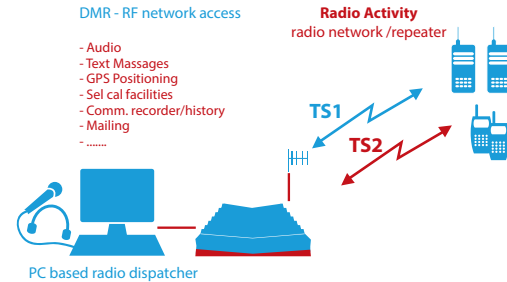 DMR - RF network access
- Audio
- Text Massages
- GPS Positioning
- Sel cal facilities
- Comm. recorder/history
- Mailing
- .......
Radio Activity
radio network /repeater
TS1
TS2
PC based radio dispatcher